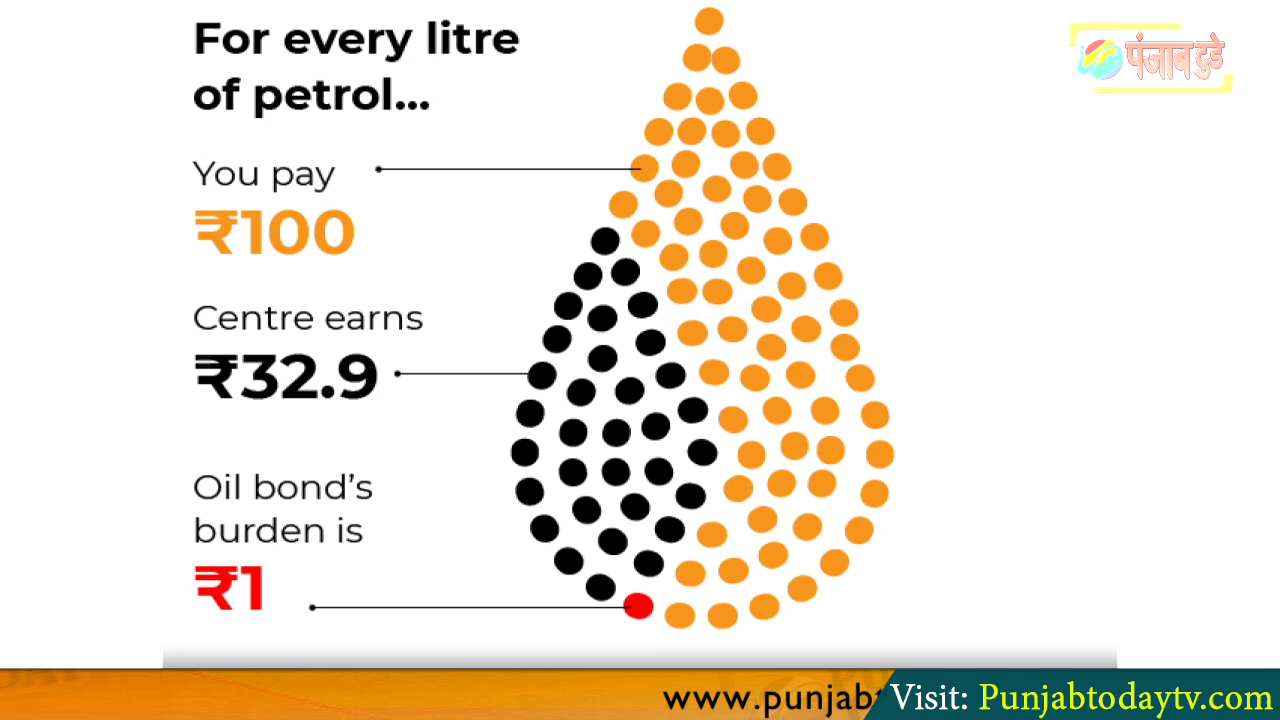 For every litre
of petrol...
पंजाब टुडे
You pay
₹100
Centre earns
₹32.9
Oil bond's
burden is
₹1
www.punjab
Visit: Punjabtodaytv.com